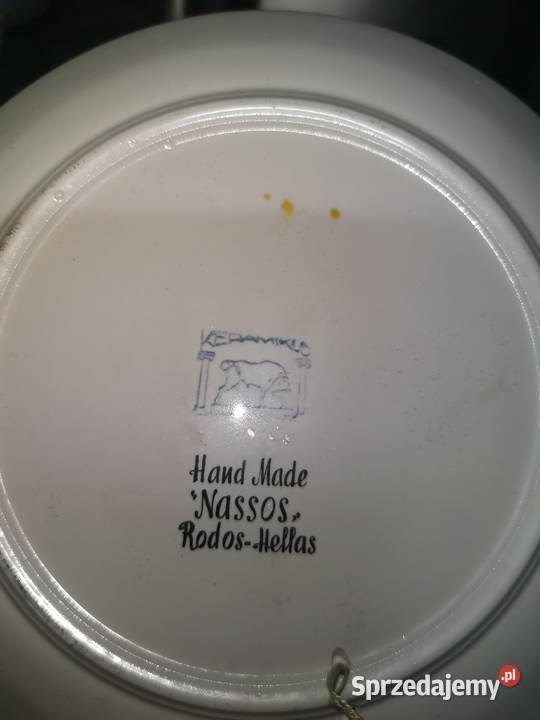 KERAMIKOS
Hand Made
"Nassos"
Rodos-Hellas
Sprzedajemy.pl